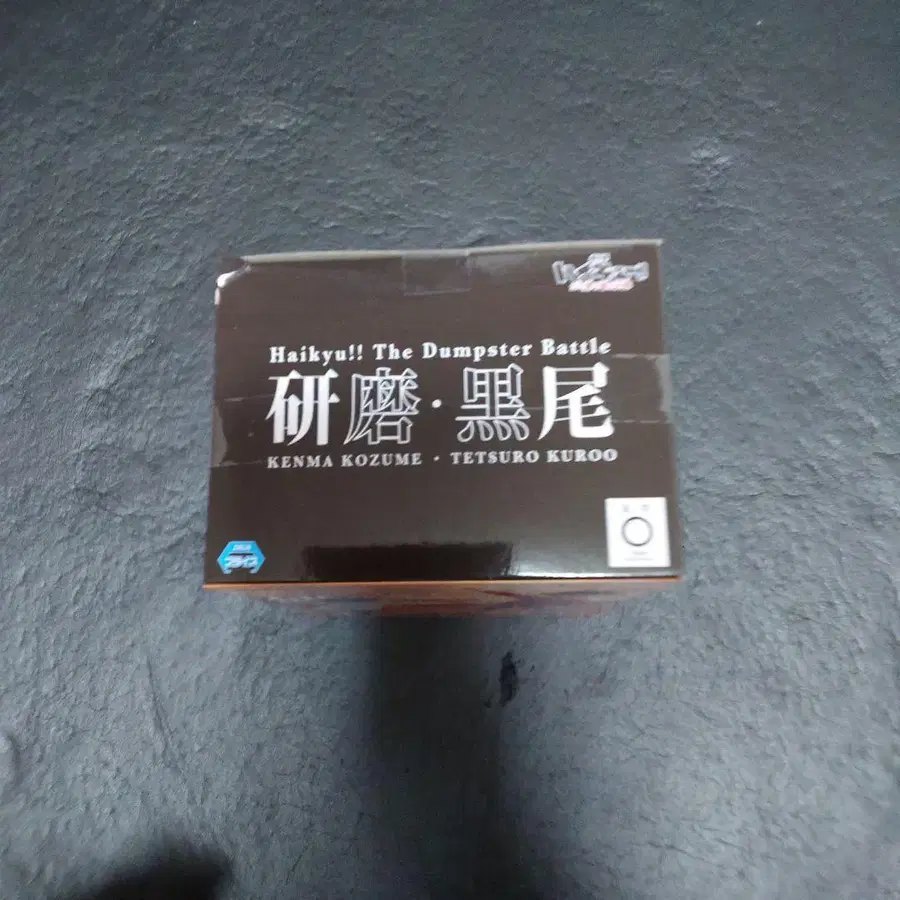 Haikyu!! The Dumpster Battle
研磨・黒尾
KENMA KOZUME・TETSURO KUROO